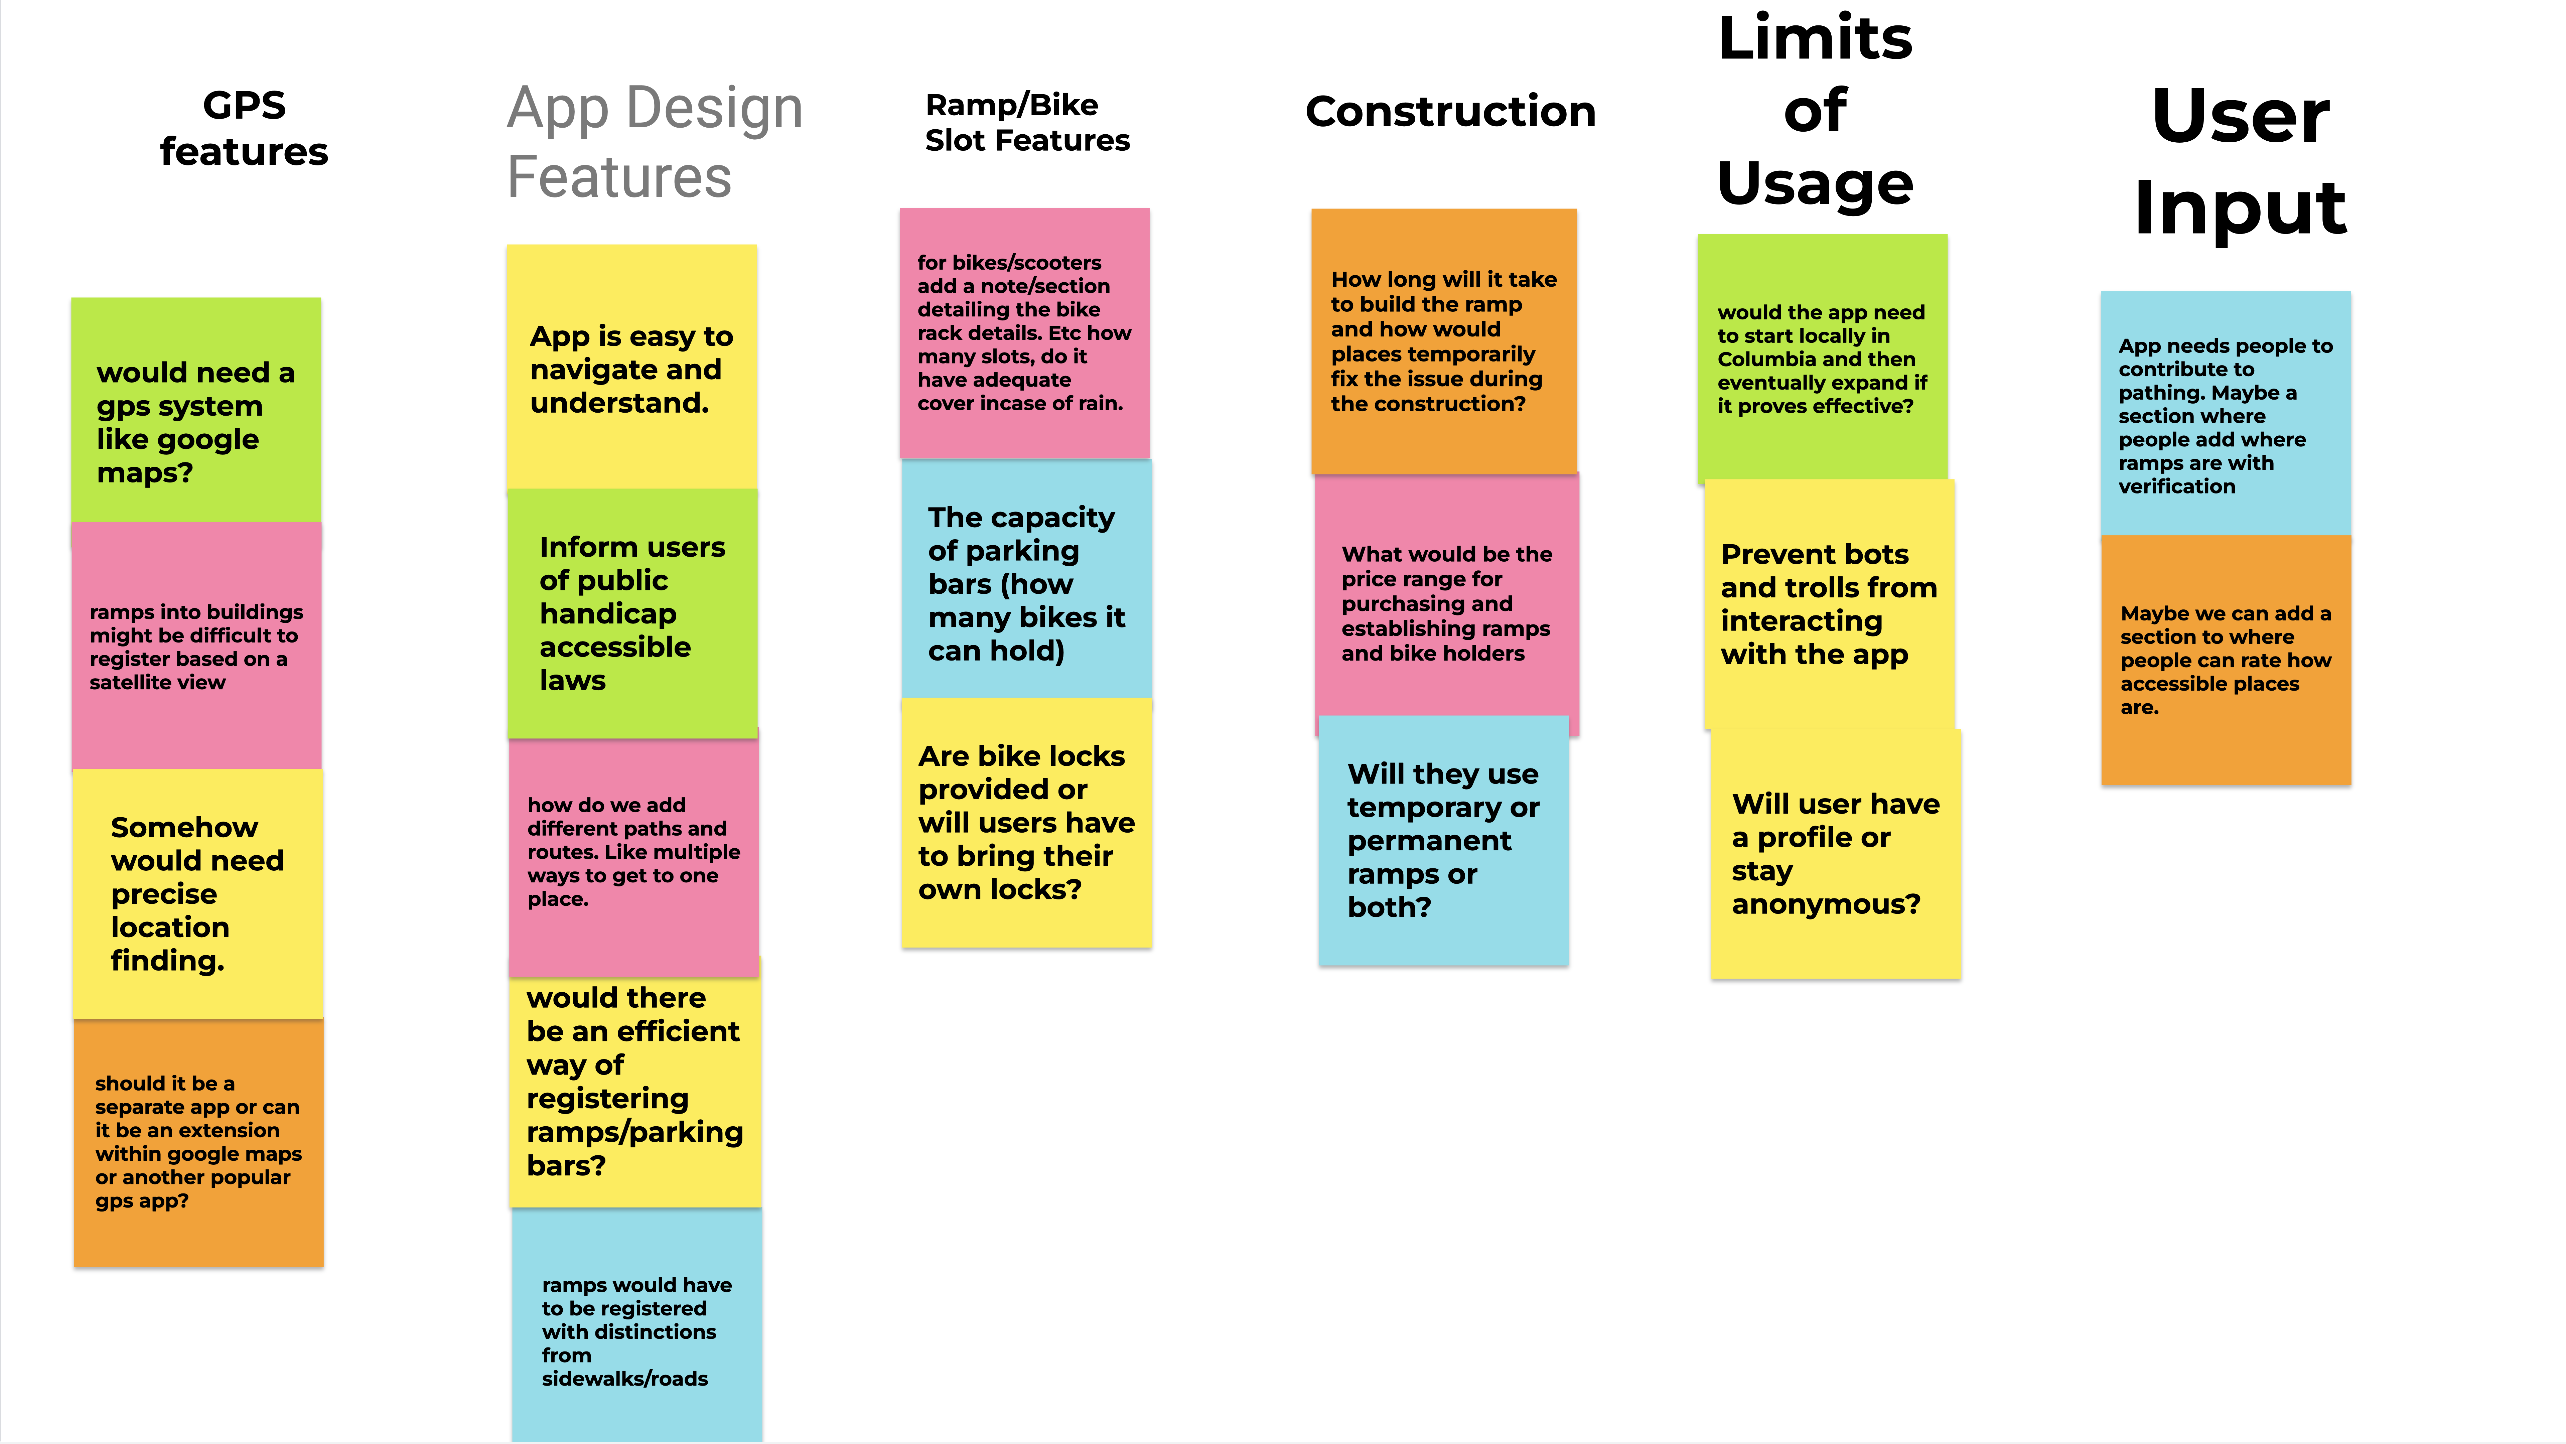 GPS
features
would need a
gps system
like google
maps?
ramps into buildings
might be difficult to
register based on a
satellite view
Somehow
would need
precise
location
finding.
should it be a
separate app or can
it be an extension
within google maps
or another popular
gps app?
App Design
Features
App is easy to
navigate and
understand.
Inform users
of public
handicap
accessible
laws
how do we add
different paths and
routes. Like multiple
ways to get to one
place.
would there
be an efficient
way of
registering
ramps/parking
bars?
ramps would have
to be registered
with distinctions
from
sidewalks/roads
Ramp/Bike
Slot Features
for bikes/scooters
add a note/section
detailing the bike
rack details. Etc how
many slots, do it
have adequate
cover incase of rain.
The capacity
of parking
bars (how
many bikes it
can hold)
Are bike locks
provided or
will users have
to bring their
own locks?
Construction
How long will it take
to build the ramp
and how would
places temporarily
fix the issue during
the construction?
What would be the
price range for
purchasing and
establishing ramps
and bike holders
Will they use
temporary or
permanent
ramps or
both?
Limits
of
Usage
would the app need
to start locally in
Columbia and then
eventually expand if
it proves effective?
Prevent bots
and trolls from
interacting
with the app
Will user have
a profile or
stay
anonymous?
User
Input
App needs people to
contribute to
pathing. Maybe a
section where
people add where
ramps are with
verification
Maybe we can add a
section to where
people can rate how
accessible places
are.